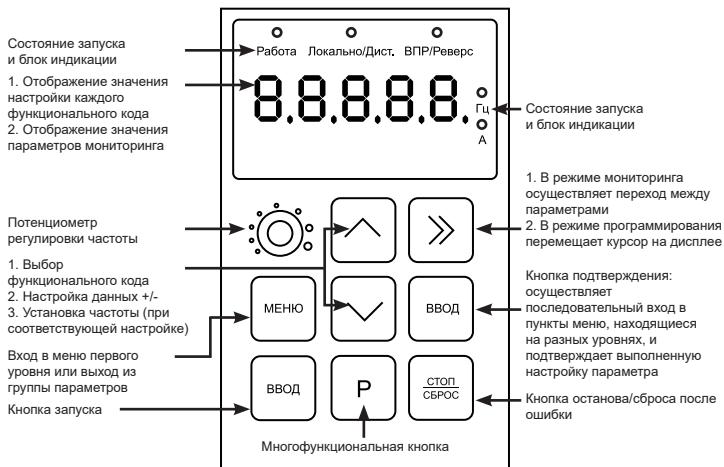 Состояние запуска
и блок индикации
1. Отображение значения
настройки каждого
функционального кода
2. Отображение значения
параметров мониторинга
Потенциометр
регулировки частоты
1. Выбор
функционального кода
2. Настройка данных +/-
3. Установка частоты (при
соответствующей настройке)
Вход в меню первого
уровня или выход из
группы параметров
Кнопка запуска
Работа Локально/Дист. ВПР/Реверс
8.8.8.8.8.
Гц
А
МЕНЮ
ВВОД
ВВОД
P
СТОП
СБРОС
Многофункциональная кнопка
Состояние запуска
и блок индикации
1. В режиме мониторинга
осуществляет переход между
параметрами
2. В режиме программирования
перемещает курсор на дисплее
Кнопка подтверждения:
осуществляет
последовательный вход в
пункты меню, находящиеся
на разных уровнях, и
подтверждает выполненную
настройку параметра
Кнопка останова/сброса после
ошибки